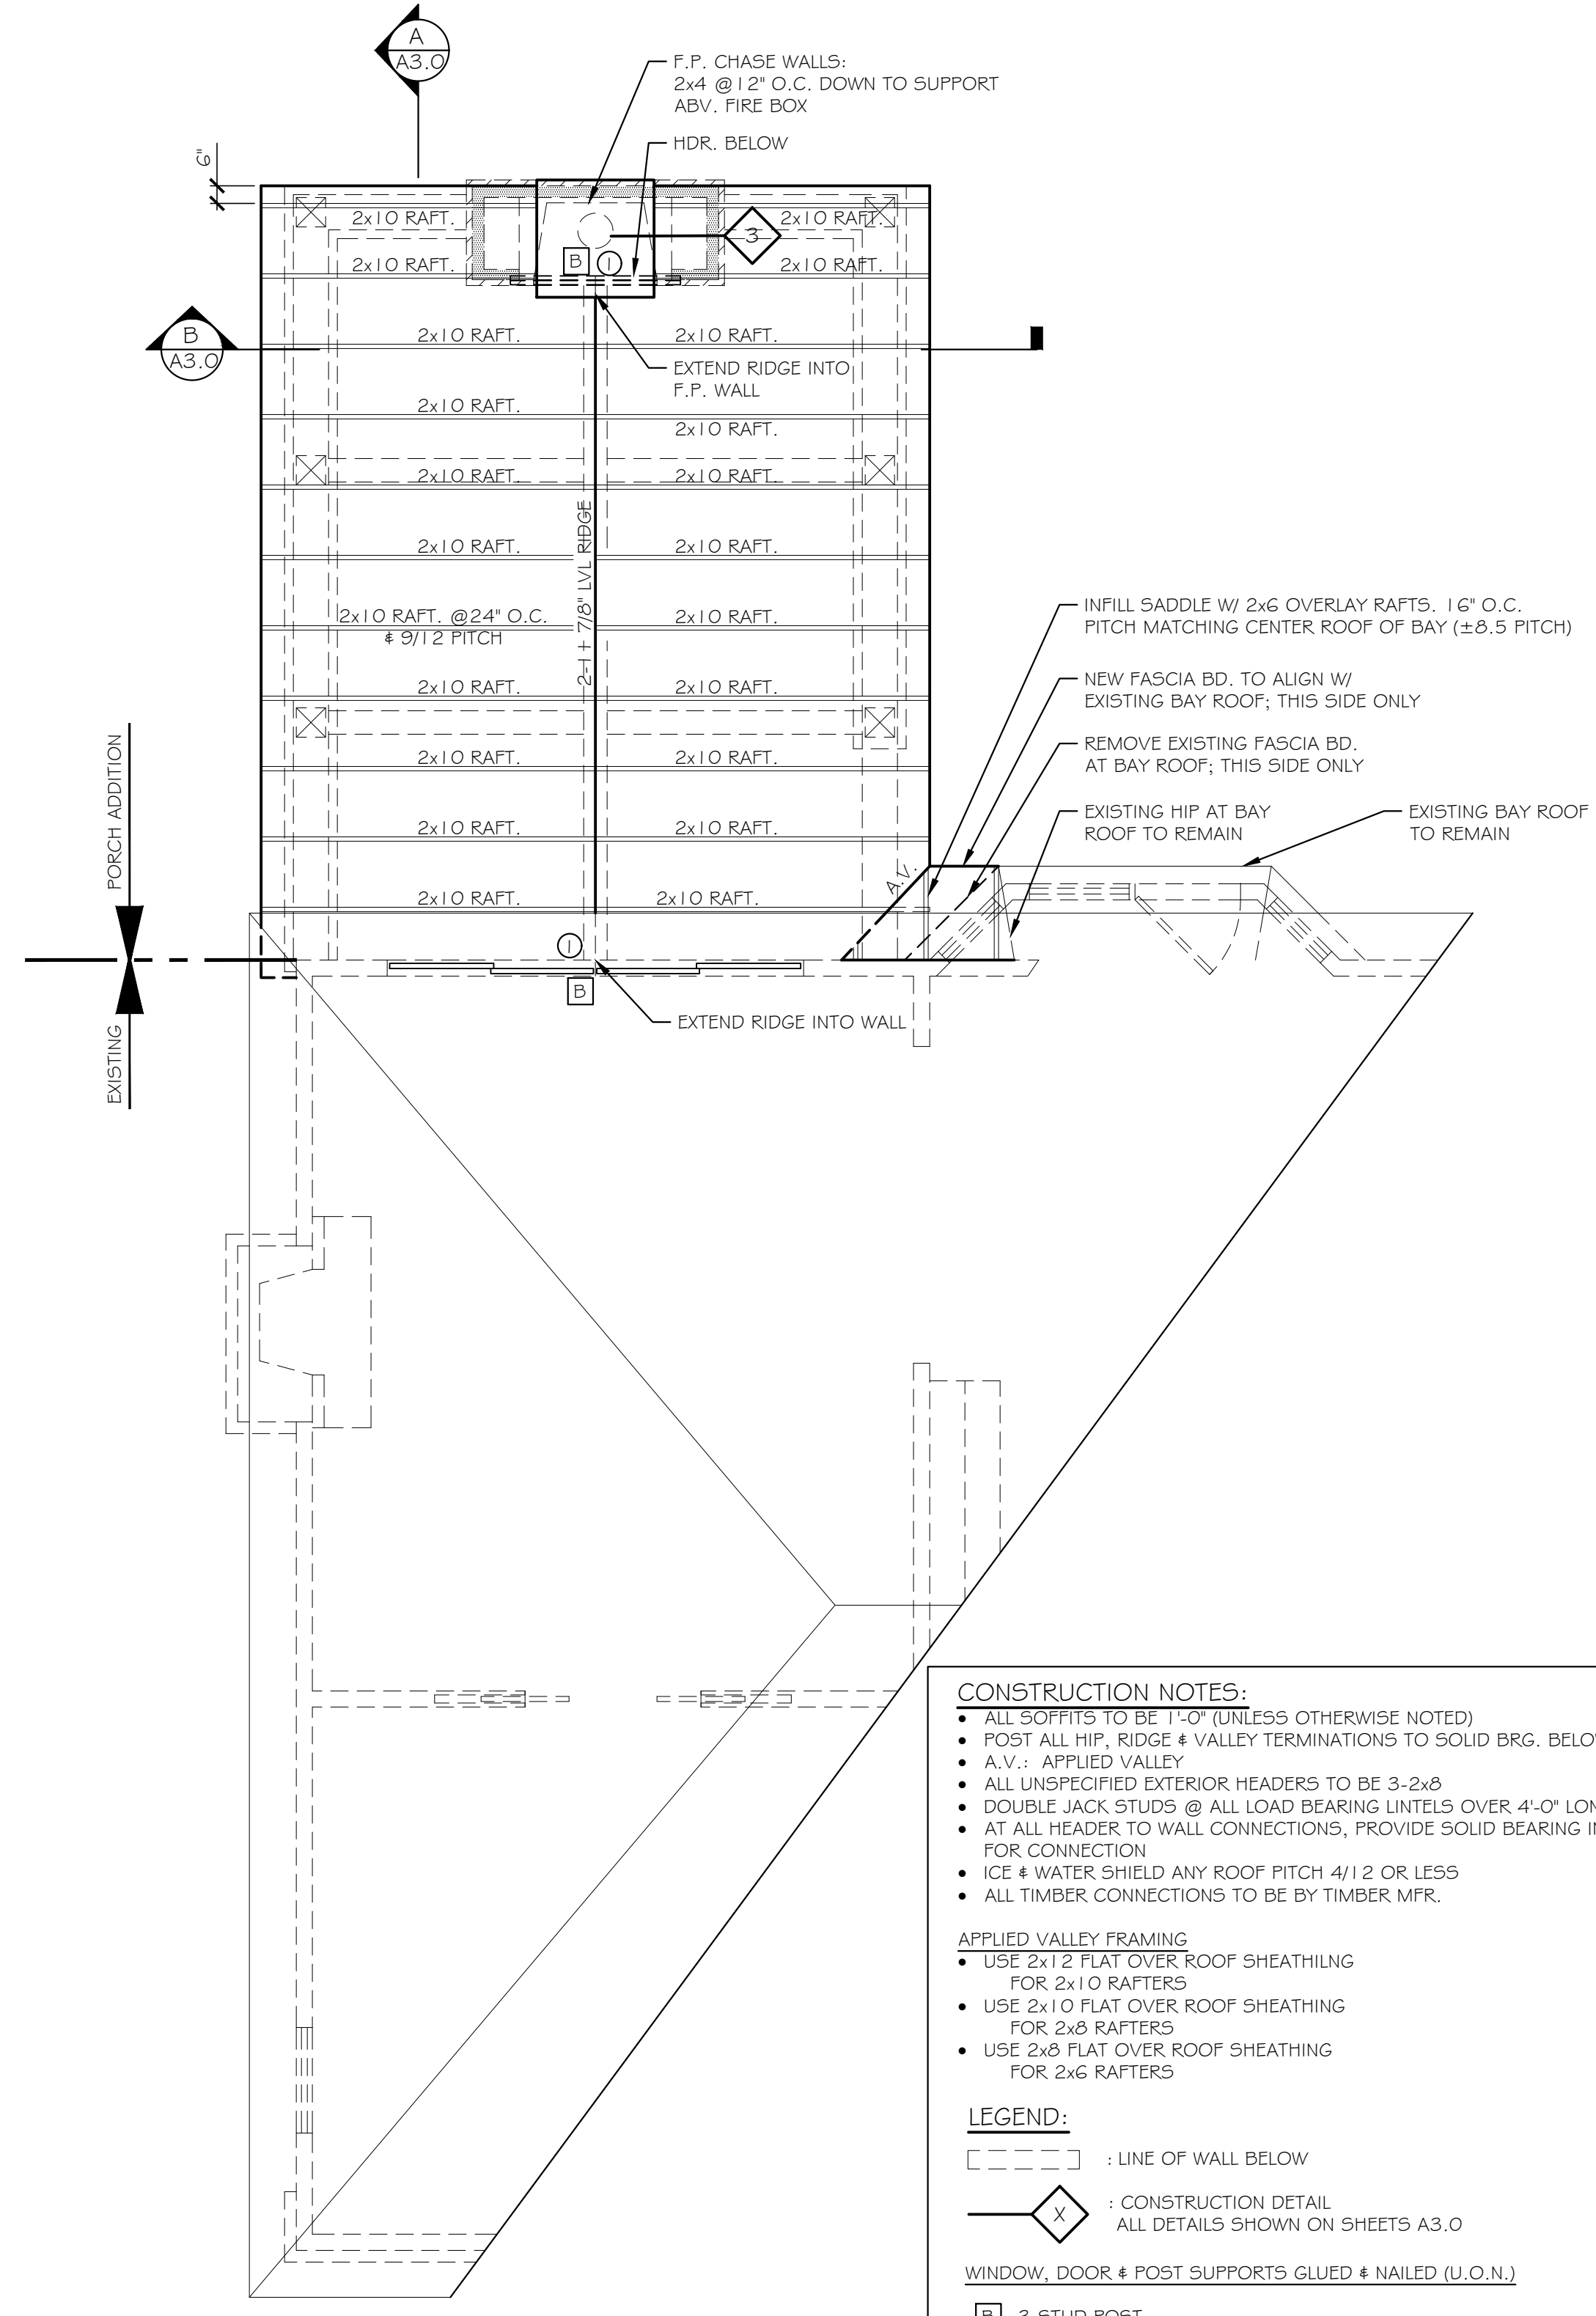 A
A3.0
F.P. CHASE WALLS:
2x4 @12" O.C. DOWN TO SUPPORT
ABV. FIRE BOX
HDR. BELOW
6"
2x10 RAFT.
2x10 RAFT.
3
2x10 RAFT.
2x10 RAFT.
B
1
B
A3.0
2x10 RAFT.
2x10 RAFT.
EXTEND RIDGE INTO
F.P. WALL
2x10 RAFT.
2x10 RAFT.
2x10 RAFT.
2x10 RAFT.
2x10 RAFT.
2x10 RAFT.
2-11 7/8" LVL RIDGE
2x10 RAFT. @24" O.C.
& 9/12 PITCH
2x10 RAFT.
2x10 RAFT.
2x10 RAFT.
2x10 RAFT.
2x10 RAFT.
2x10 RAFT.
2x10 RAFT.
2x10 RAFT.
2x10 RAFT.
INFILL SADDLE W/ 2x6 OVERLAY RAFTS. 16" O.C.
PITCH MATCHING CENTER ROOF OF BAY (±8.5 PITCH)
NEW FASCIA BD. TO ALIGN W/
EXISTING BAY ROOF; THIS SIDE ONLY
REMOVE EXISTING FASCIA BD.
AT BAY ROOF; THIS SIDE ONLY
EXISTING HIP AT BAY
ROOF TO REMAIN
EXISTING BAY ROOF
TO REMAIN
A.V.
PORCH ADDITION
EXISTING
1
B
EXTEND RIDGE INTO WALL
CONSTRUCTION NOTES:
• ALL SOFFITS TO BE 1'-0" (UNLESS OTHERWISE NOTED)
• POST ALL HIP, RIDGE & VALLEY TERMINATIONS TO SOLID BRG. BELO
• A.V.: APPLIED VALLEY
• ALL UNSPECIFIED EXTERIOR HEADERS TO BE 3-2x8
• DOUBLE JACK STUDS @ ALL LOAD BEARING LINTELS OVER 4'-0" LON
• AT ALL HEADER TO WALL CONNECTIONS, PROVIDE SOLID BEARING
FOR CONNECTION
• ICE & WATER SHIELD ANY ROOF PITCH 4/12 OR LESS
• ALL TIMBER CONNECTIONS TO BE BY TIMBER MFR.
APPLIED VALLEY FRAMING
• USE 2x12 FLAT OVER ROOF SHEATHILNG
FOR 2x10 RAFTERS
• USE 2x10 FLAT OVER ROOF SHEATHING
FOR 2x8 RAFTERS
• USE 2x8 FLAT OVER ROOF SHEATHING
FOR 2x6 RAFTERS
LEGEND:
: LINE OF WALL BELOW
X
: CONSTRUCTION DETAIL
ALL DETAILS SHOWN ON SHEETS A3.0
WINDOW, DOOR & POST SUPPORTS GLUED & NAILED (U.O.N.)